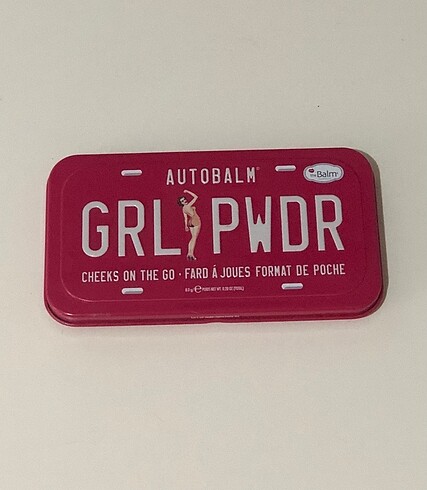 AUTOBALM®
theBalm®
GRL PWDR
CHEEKS ON THE GO · FARD Á JOUES FORMAT DE POCHE